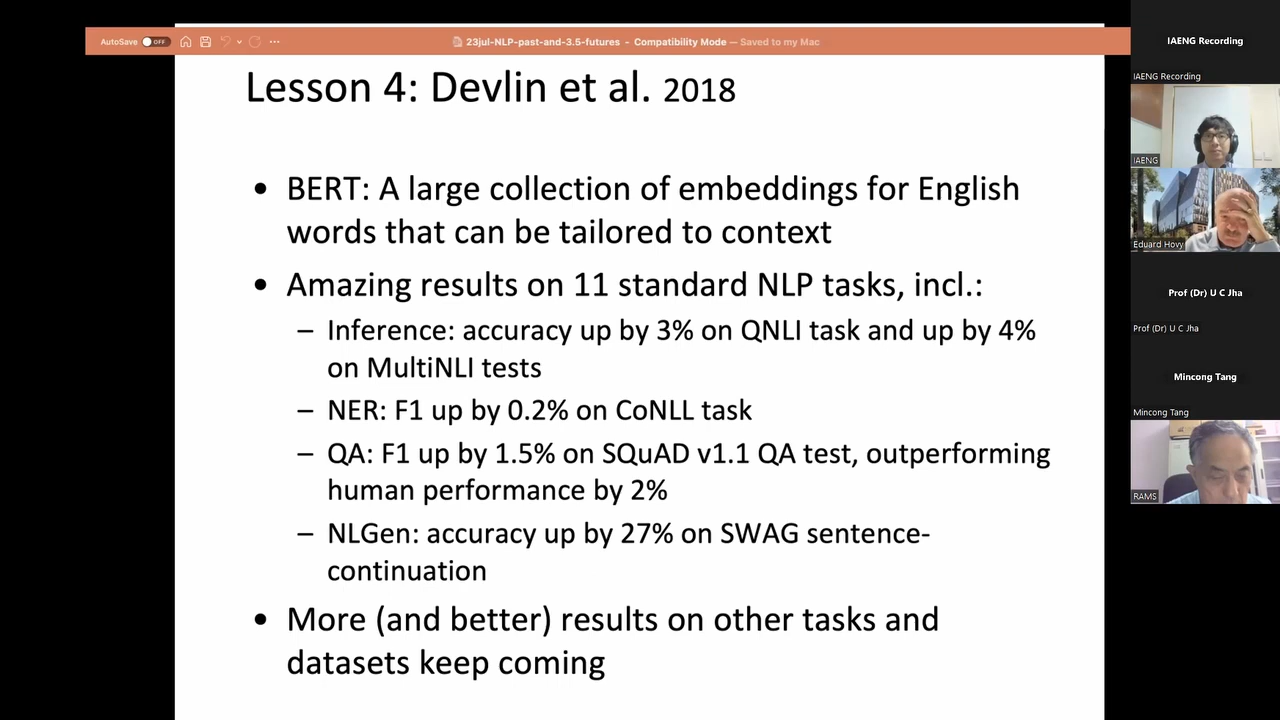 AutoSave OFF
23jul-NLP-past-and-3.5-futures - Compatibility Mode — Saved to my Mac
Lesson 4: Devlin et al. 2018
• BERT: A large collection of embeddings for English
words that can be tailored to context
• Amazing results on 11 standard NLP tasks, incl.:
– Inference: accuracy up by 3% on QNLI task and up by 4%
on MultiNLI tests
– NER: F1 up by 0.2% on CoNLL task
– QA: F1 up by 1.5% on SQuAD v1.1 QA test, outperforming
human performance by 2%
– NLGen: accuracy up by 27% on SWAG sentence-
continuation
• More (and better) results on other tasks and
datasets keep coming
IAENG Recording
IAENG Recording
IAENG
Eduard Hovy
Prof (Dr) U C Jha
Prof (Dr) U C Jha
Mincong Tang
Mincong Tang
RAMS